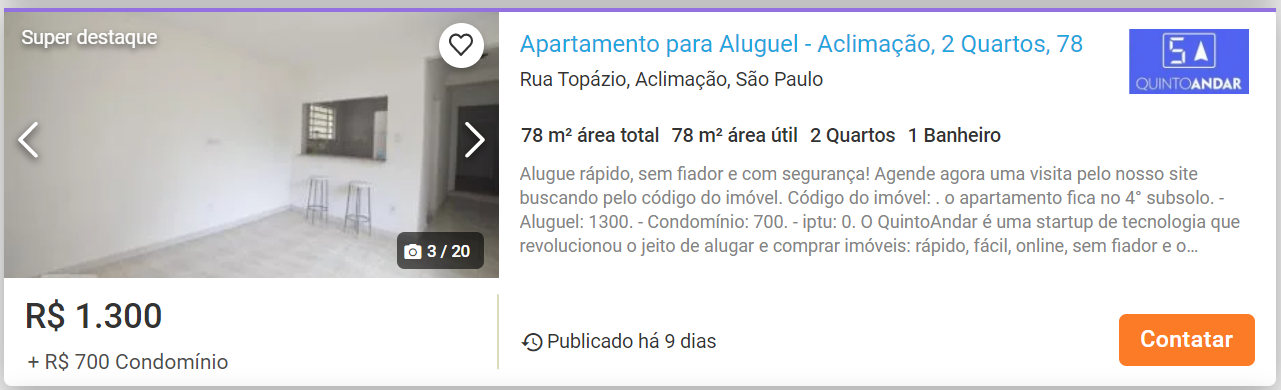 Super destaque
3 / 20
R$ 1.300
+ R$ 700 Condomínio
Apartamento para Aluguel - Aclimação, 2 Quartos, 78
Rua Topázio, Aclimação, São Paulo
QUINTOANDAR
78 m² área total 78 m² área útil 2 Quartos 1 Banheiro
Alugue rápido, sem fiador e com segurança! Agende agora uma visita pelo nosso site
buscando pelo código do imóvel. Código do imóvel: . o apartamento fica no 4° subsolo. -
Aluguel: 1300. - Condomínio: 700. - iptu: 0. O QuintoAndar é uma startup de tecnologia que
revolucionou o jeito de alugar e comprar imóveis: rápido, fácil, online, sem fiador e o…
Publicado há 9 dias
Contatar